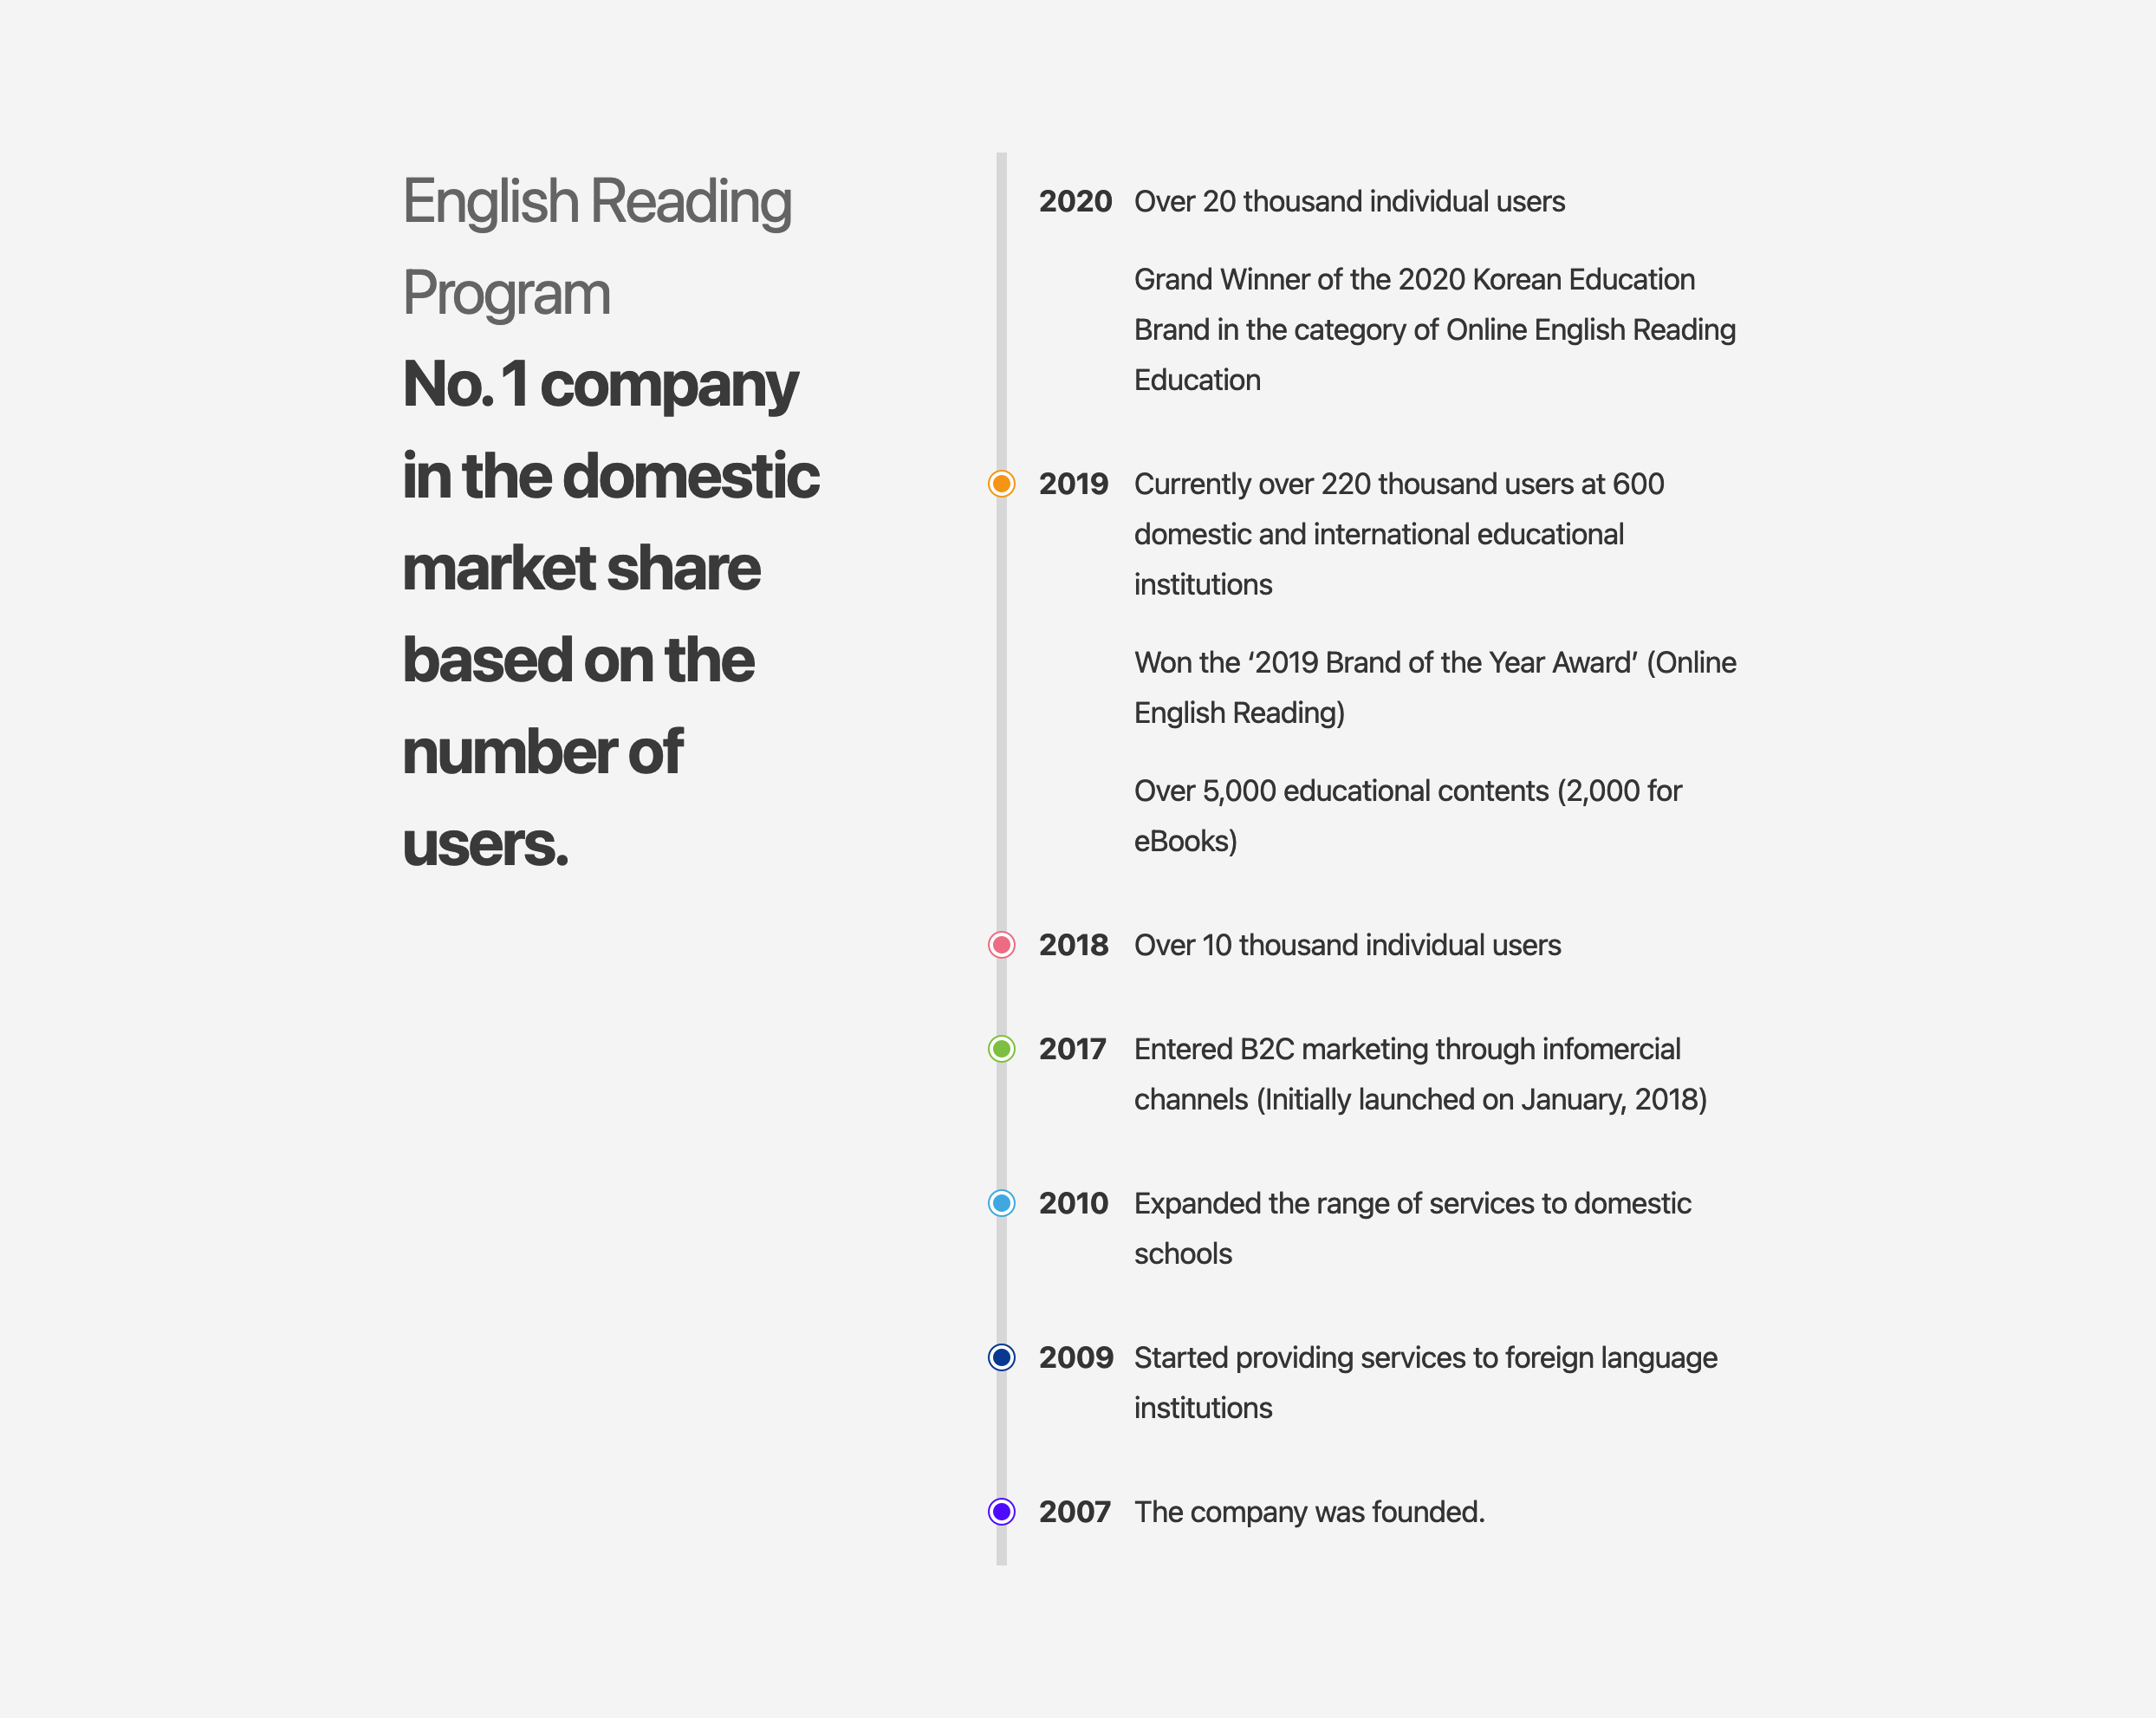 English Reading
Program
No. 1 company
in the domestic
market share
based on the
number of
users.
2020 Over 20 thousand individual users
Grand Winner of the 2020 Korean Education
Brand in the category of Online English Reading
Education
2019 Currently over 220 thousand users at 600
domestic and international educational
institutions
Won the ‘2019 Brand of the Year Award’ (Online
English Reading)
Over 5,000 educational contents (2,000 for
eBooks)
2018 Over 10 thousand individual users
2017 Entered B2C marketing through infomercial
channels (Initially launched on January, 2018)
2010 Expanded the range of services to domestic
schools
2009 Started providing services to foreign language
institutions
2007 The company was founded.